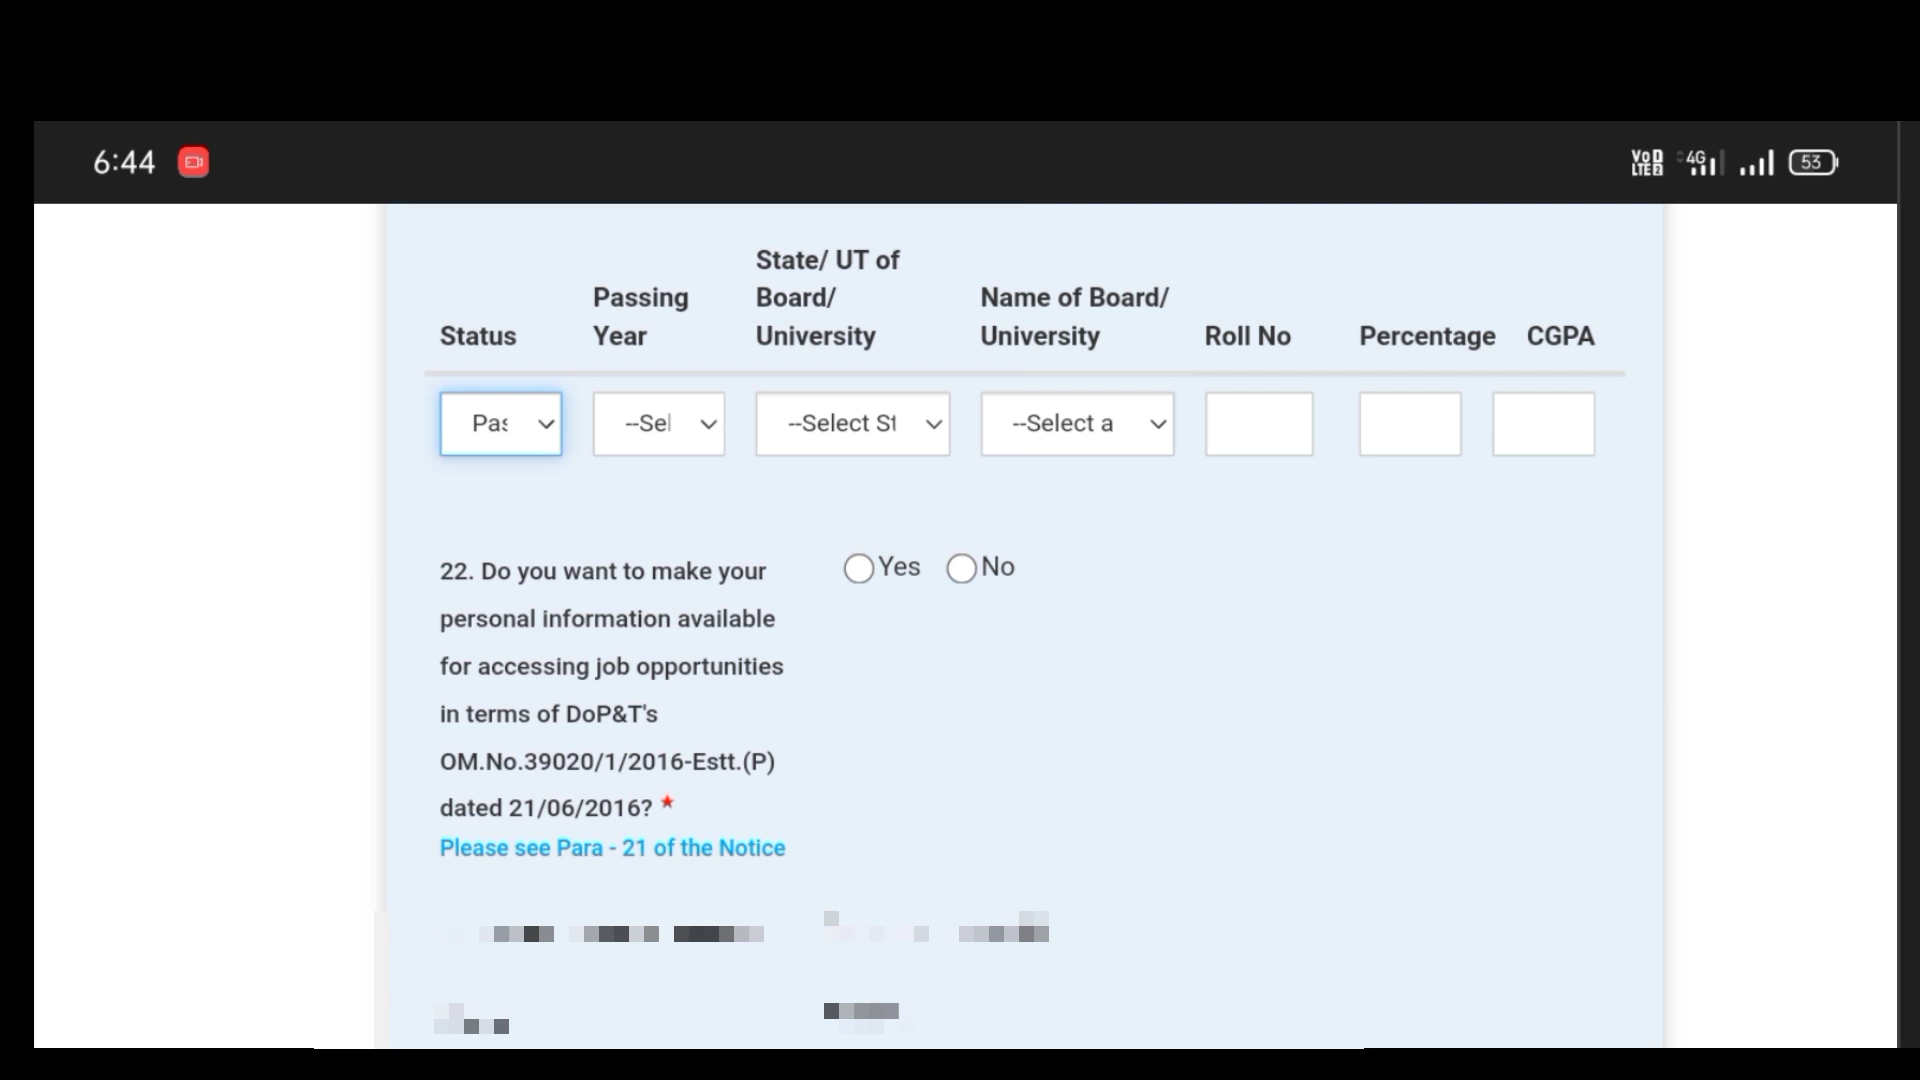 6:44
VoD LTE2 4G 53
State/ UT of
Passing Board/ Name of Board/
Status Year University University Roll No Percentage CGPA
Pas --Sel --Select St --Select a
22. Do you want to make your Yes No
personal information available
for accessing job opportunities
in terms of DoP&T's
OM.No.39020/1/2016-Estt.(P)
dated 21/06/2016? *
Please see Para - 21 of the Notice